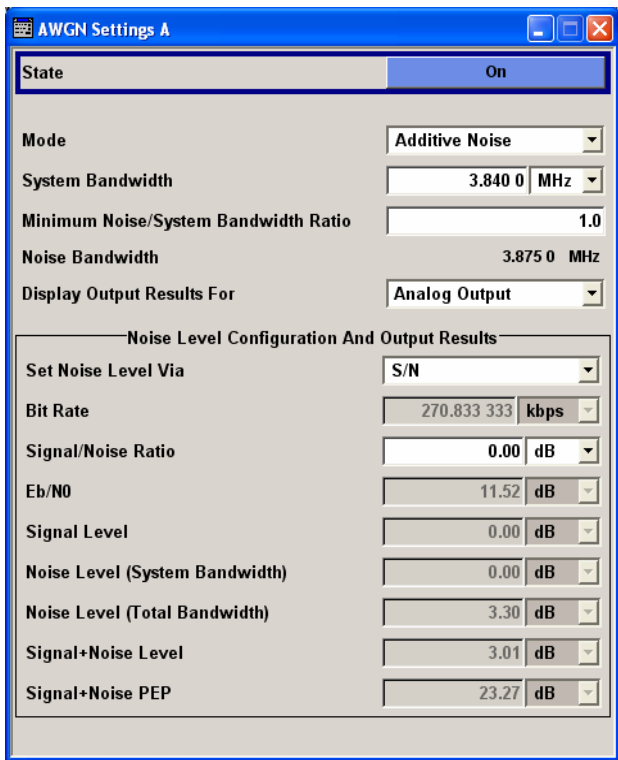 AWGN Settings A
State On
Mode Additive Noise
System Bandwidth 3.840 0 MHz
Minimum Noise/System Bandwidth Ratio 1.0
Noise Bandwidth 3.875 0 MHz
Display Output Results For Analog Output
Noise Level Configuration And Output Results
Set Noise Level Via S/N
Bit Rate 270.833 333 kbps
Signal/Noise Ratio 0.00 dB
Eb/N0 11.52 dB
Signal Level 0.00 dB
Noise Level (System Bandwidth) 0.00 dB
Noise Level (Total Bandwidth) 3.30 dB
Signal+Noise Level 3.01 dB
Signal+Noise PEP 23.27 dB